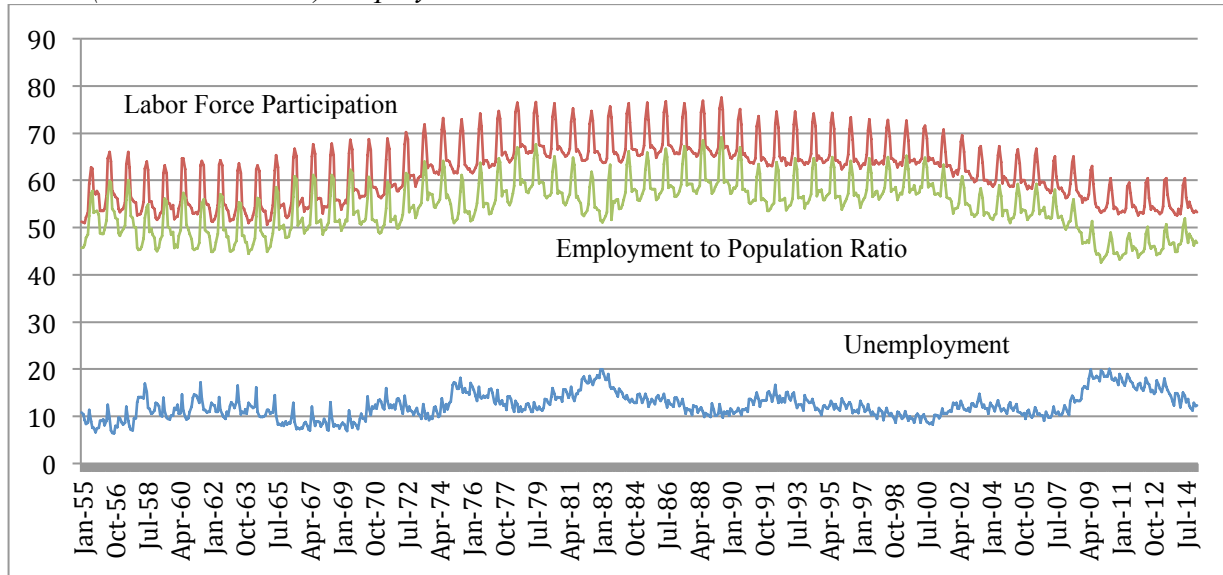 90
80
Labor Force Participation
70
60
50
Employment to Population Ratio
40
30
Unemployment
20
10
0
Jan-55
Oct-56
Jul-58
Apr-60
Jan-62
Oct-63
Jul-65
Apr-67
Jan-69
Oct-70
Jul-72
Apr-74
Jan-76
Oct-77
Jul-79
Apr-81
Jan-83
Oct-84
Jul-86
Apr-88
Jan-90
Oct-91
Jul-93
Apr-95
Jan-97
Oct-98
Jul-00
Apr-02
Jan-04
Oct-05
Jul-07
Apr-09
Jan-11
Oct-12
Jul-14